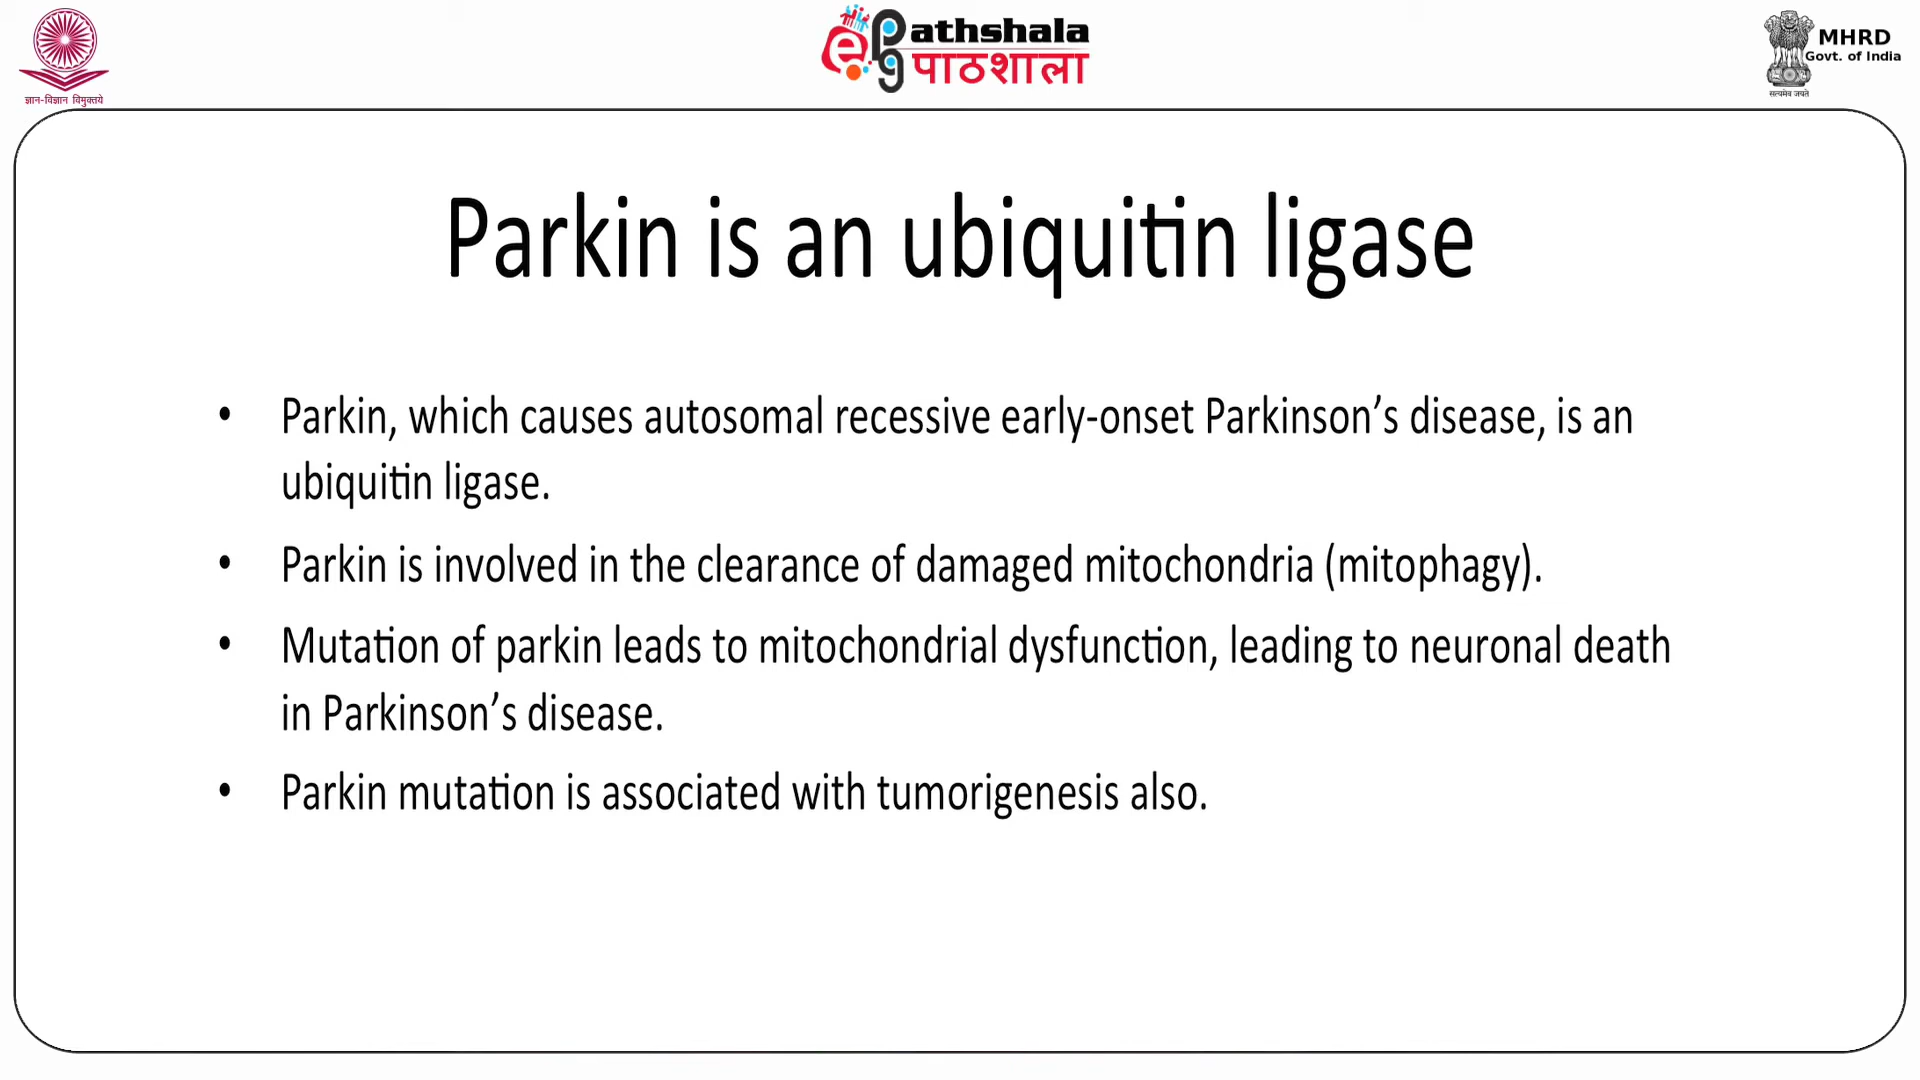 ज्ञान-विज्ञान विमुक्तये
ePG athshala
पाठशाला
MHRD
Govt. of India
सत्यमेव जयते
Parkin is an ubiquitin ligase
• Parkin, which causes autosomal recessive early-onset Parkinson’s disease, is an
ubiquitin ligase.
• Parkin is involved in the clearance of damaged mitochondria (mitophagy).
• Mutation of parkin leads to mitochondrial dysfunction, leading to neuronal death
in Parkinson’s disease.
• Parkin mutation is associated with tumorigenesis also.